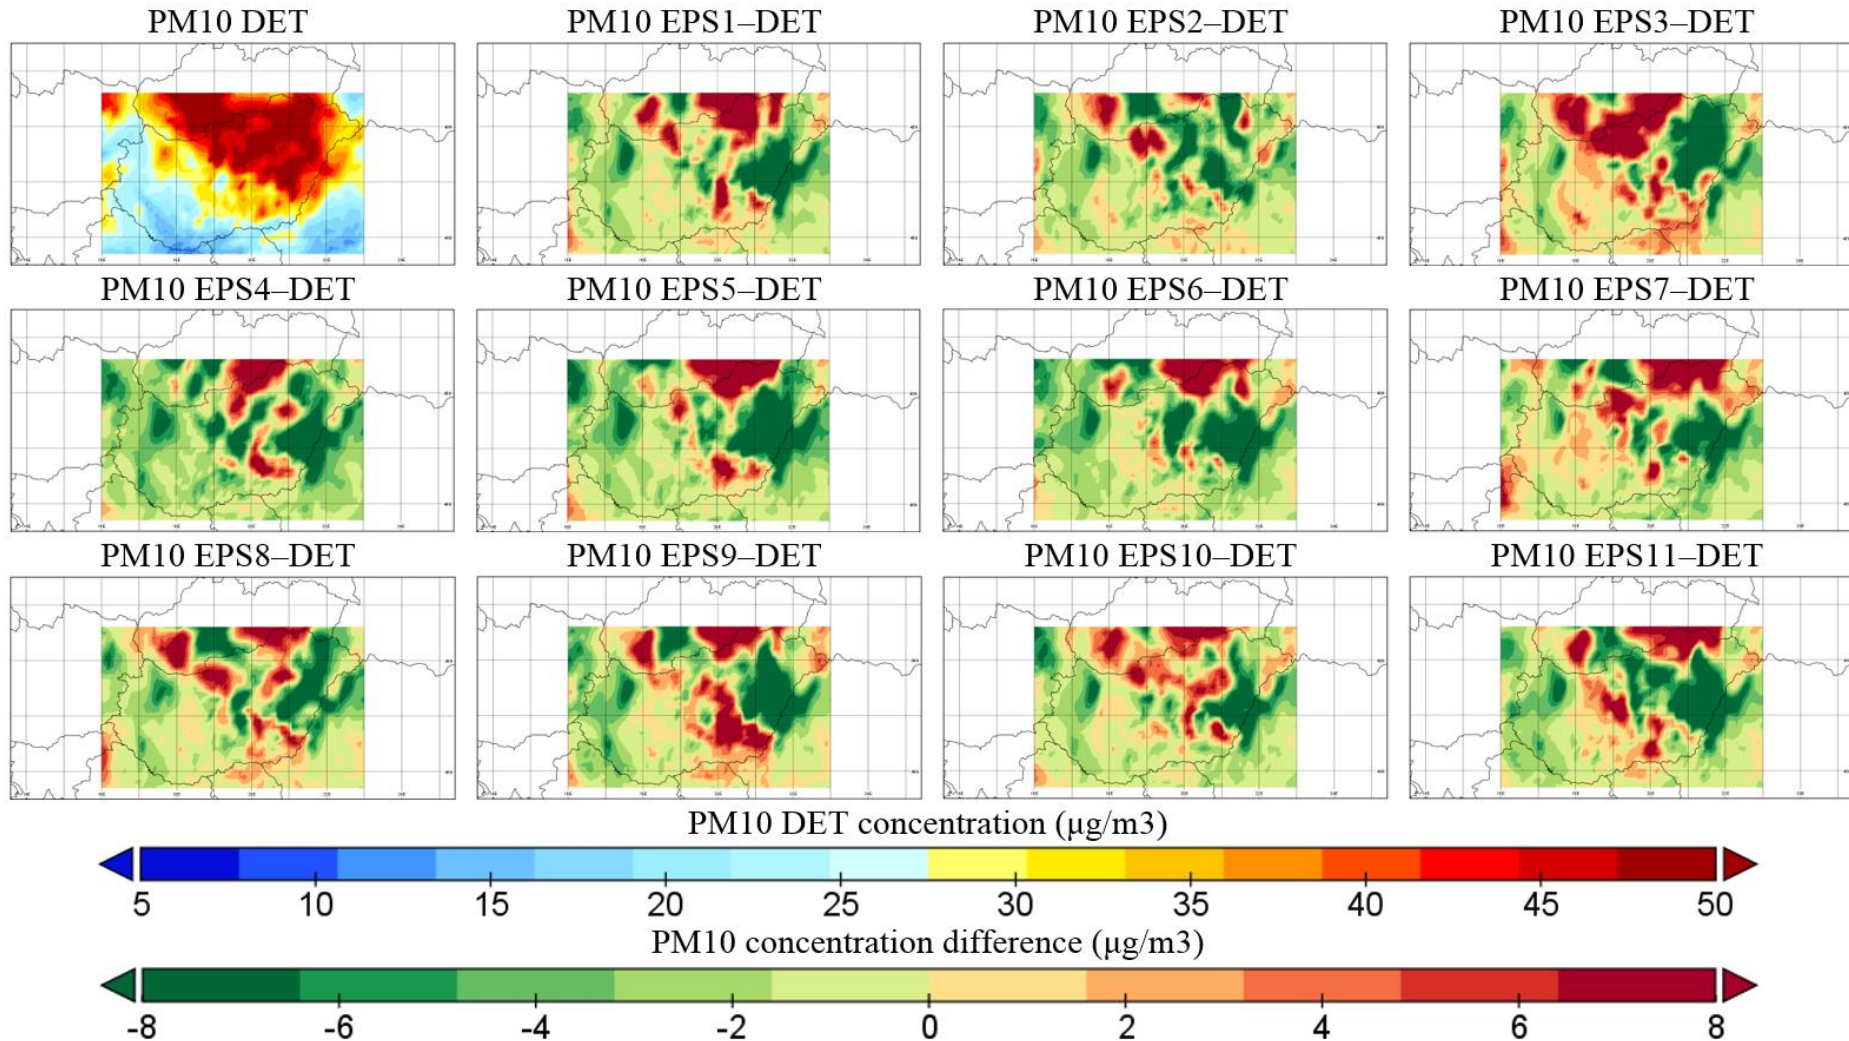 PM10 DET
PM10 EPS1–DET
PM10 EPS2–DET
PM10 EPS3–DET
PM10 EPS4–DET
PM10 EPS5–DET
PM10 EPS6–DET
PM10 EPS7–DET
PM10 EPS8–DET
PM10 EPS9–DET
PM10 EPS10–DET
PM10 EPS11–DET
PM10 DET concentration (µg/m3)
5 10 15 20 25 30 35 40 45 50
PM10 concentration difference (µg/m3)
-8 -6 -4 -2 0 2 4 6 8